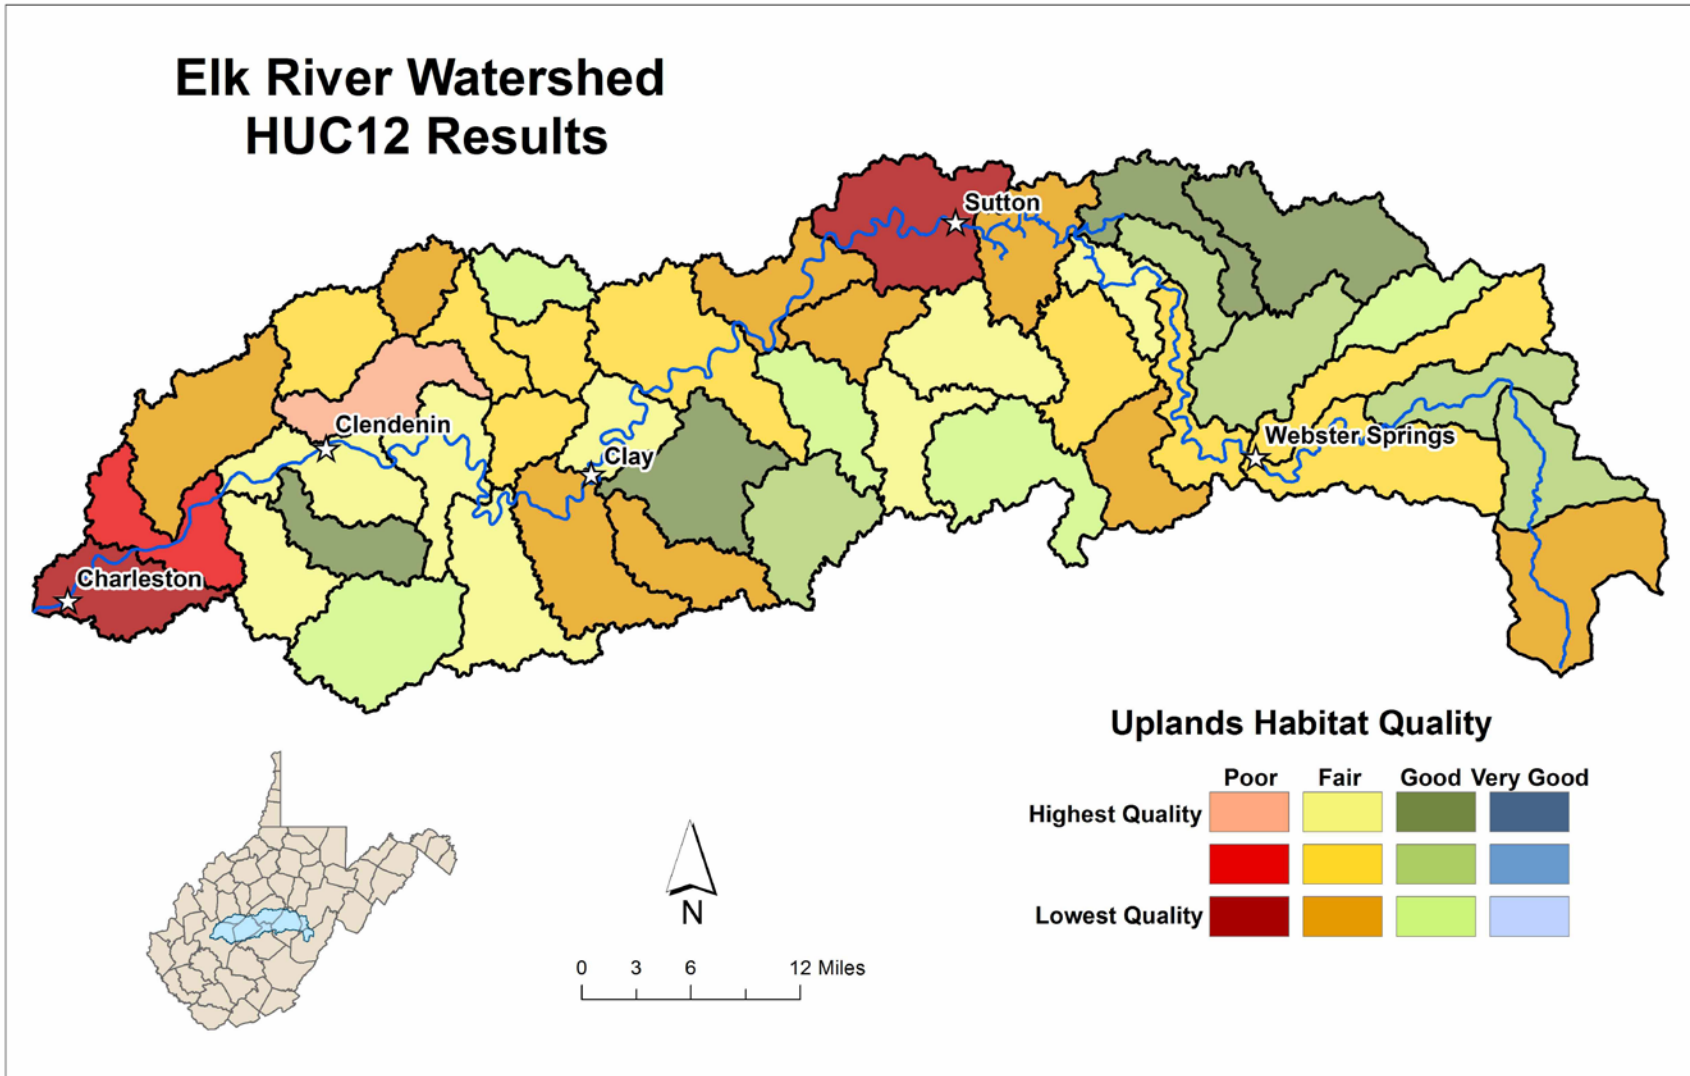 Elk River Watershed
HUC12 Results
Sutton
Clendenin
Webster Springs
Clay
Charleston
Uplands Habitat Quality
Poor Fair Good Very Good
Highest Quality
Lowest Quality
N
0 3 6 12 Miles